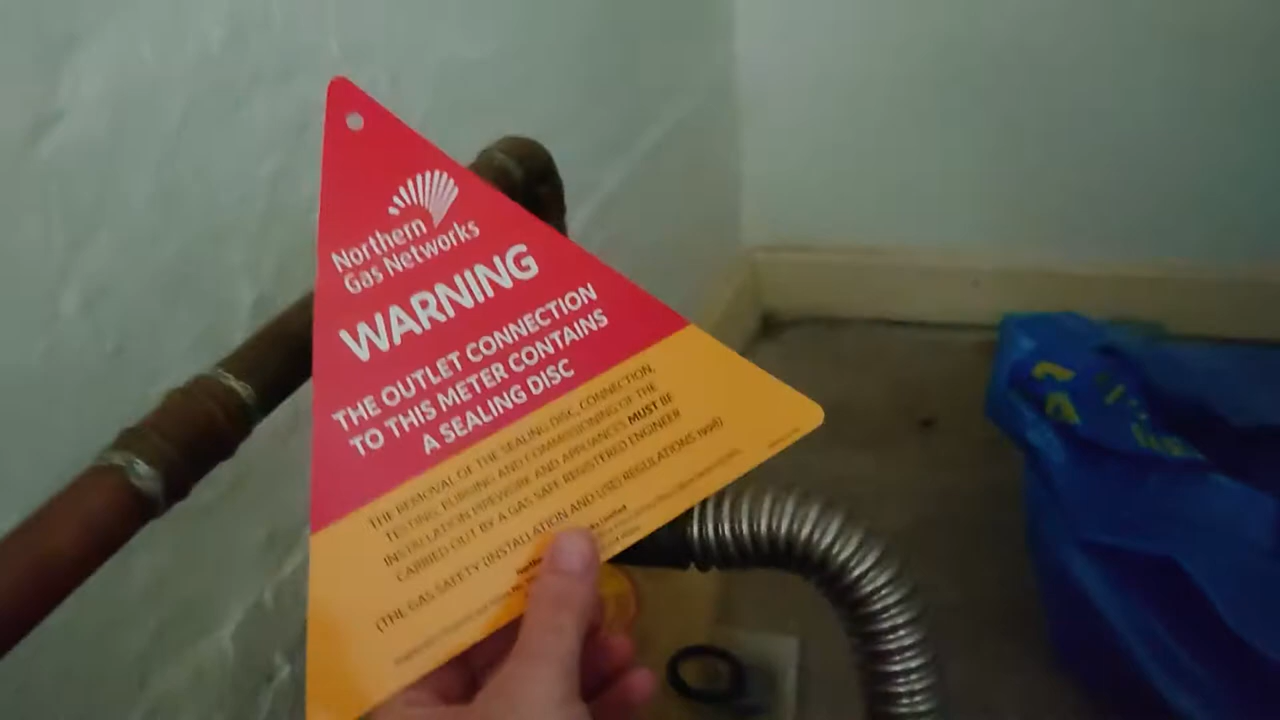 Northern
Gas Networks
WARNING
THE OUTLET CONNECTION
TO THIS METER CONTAINS
A SEALING DISC
THE REMOVAL OF THE SEALING DISC, CONNECTION,
TESTING, PURGING AND COMMISSIONING OF THE
INSTALLATION PIPEWORK AND APPLIANCES MUST BE
CARRIED OUT BY A GAS SAFE REGISTERED ENGINEER
(THE GAS SAFETY (INSTALLATION AND USE) REGULATIONS 1998)